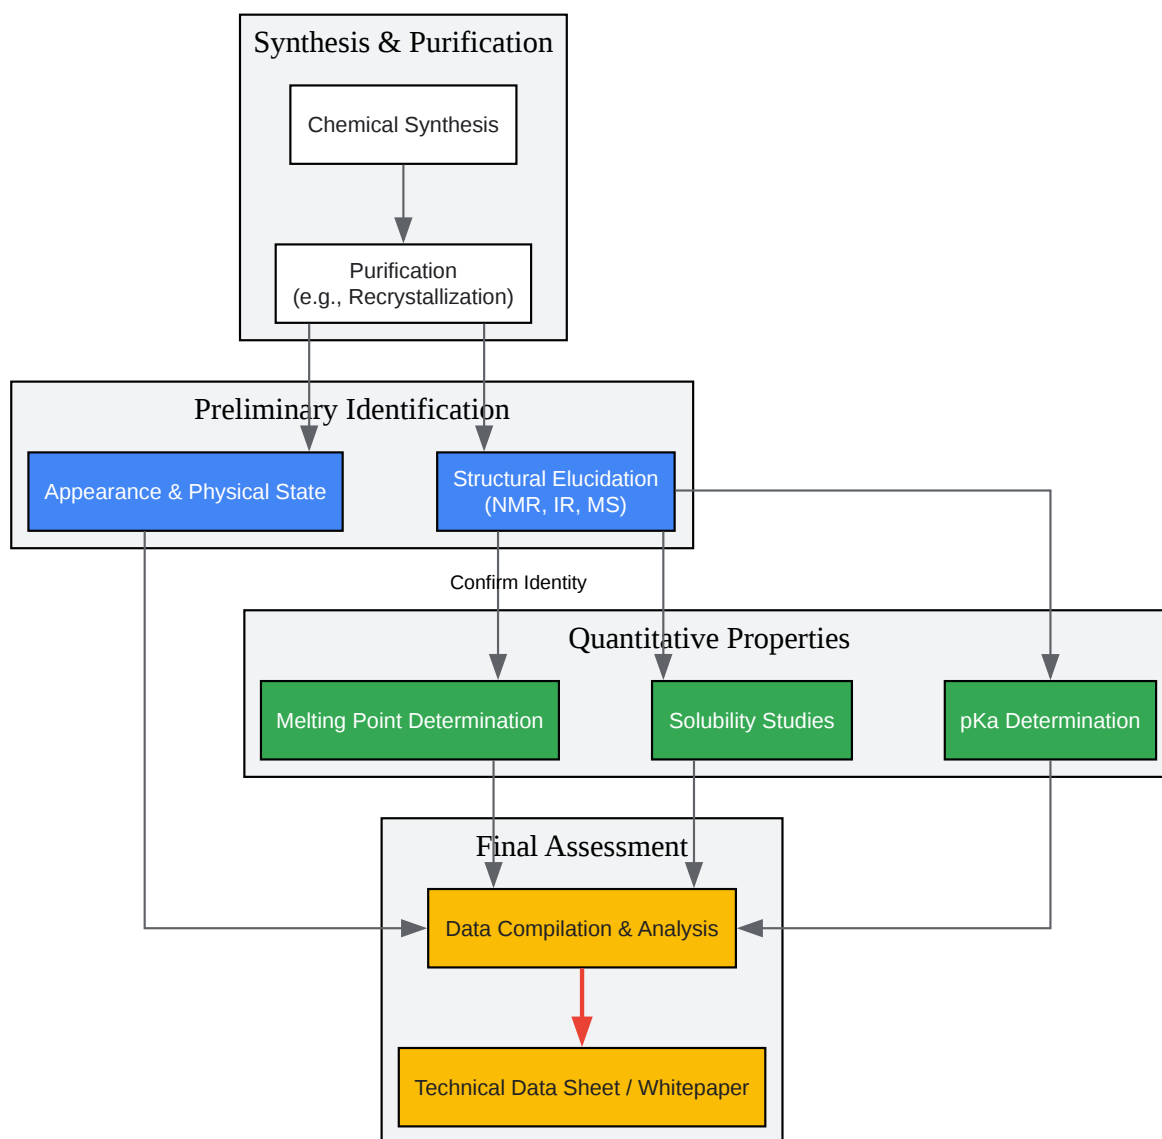 Synthesis & Purification
Chemical Synthesis
Purification
(e.g., Recrystallization)
Preliminary Identification
Appearance & Physical State
Structural Elucidation
(NMR, IR, MS)
Confirm Identity
Quantitative Properties
Melting Point Determination
Solubility Studies
pKa Determination
Final Assessment
Data Compilation & Analysis
Technical Data Sheet / Whitepaper